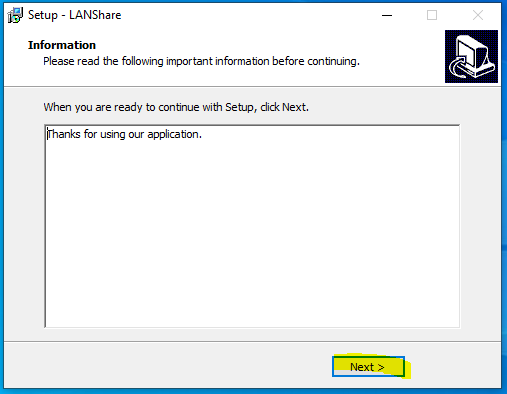 Setup - LANShare
Information
Please read the following important information before continuing.
When you are ready to continue with Setup, click Next.
Thanks for using our application.
Next >